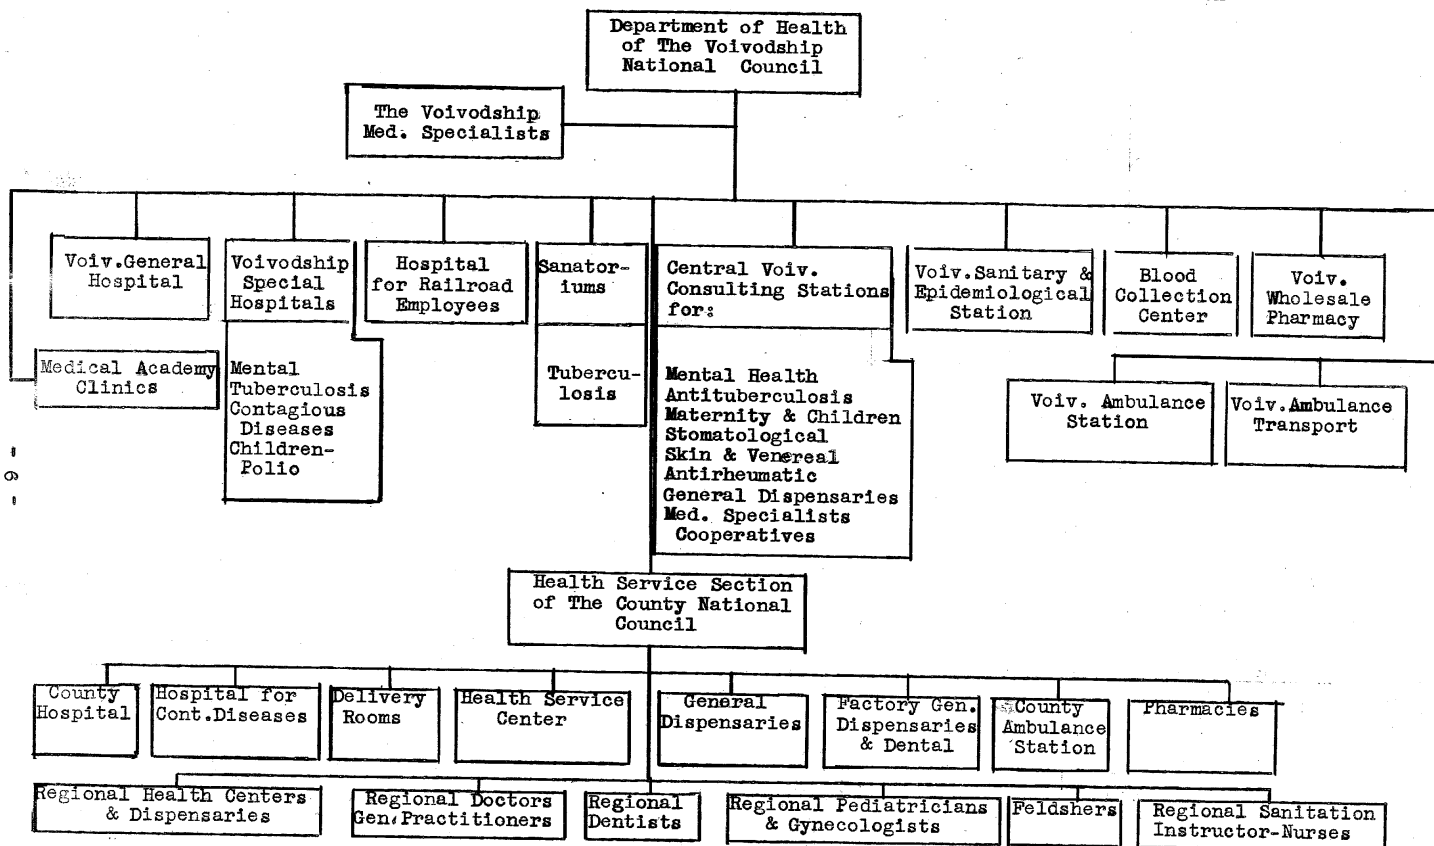 Department of Health
of The Voivodship
National Council
The Voivodship
Med. Specialists
Voiv.General
Hospital
Voivodship
Special
Hospitals
Hospital
for Railroad
Employees
Sanator-
iums
Central Voiv.
Consulting Stations
for:
Voiv.Sanitary &
Epidemiological
Station
Blood
Collection
Center
Voiv.
Wholesale
Pharmacy
Medical Academy
Clinics
Mental
Tuberculosis
Contagious
Diseases
Children-
Polio
Tubercu-
losis
Mental Health
Antituberculosis
Maternity & Children
Stomatological
Skin & Venereal
Antirheumatic
General Dispensaries
Med. Specialists
Cooperatives
Voiv. Ambulance
Station
Voiv.Ambulance
Transport
- 6 -
Health Service Section
of The County National
Council
County
Hospital
Hospital for
Cont.Diseases
Delivery
Rooms
Health Service
Center
General
Dispensaries
Factory Gen.
Dispensaries
& Dental
County
Ambulance
Station
Pharmacies
Regional Health Centers
& Dispensaries
Regional Doctors
Gen.Practitioners
Regional
Dentists
Regional Pediatricians
& Gynecologists
Feldshers
Regional Sanitation
Instructor-Nurses